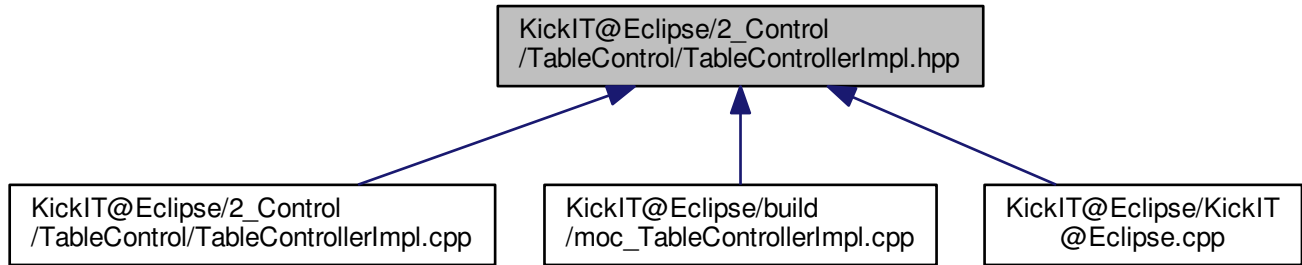 KickIT@Eclipse/2_Control
/TableControl/TableControllerImpl.hpp
KickIT@Eclipse/2_Control
/TableControl/TableControllerImpl.cpp
KickIT@Eclipse/build
/moc_TableControllerImpl.cpp
KickIT@Eclipse/KickIT
@Eclipse.cpp